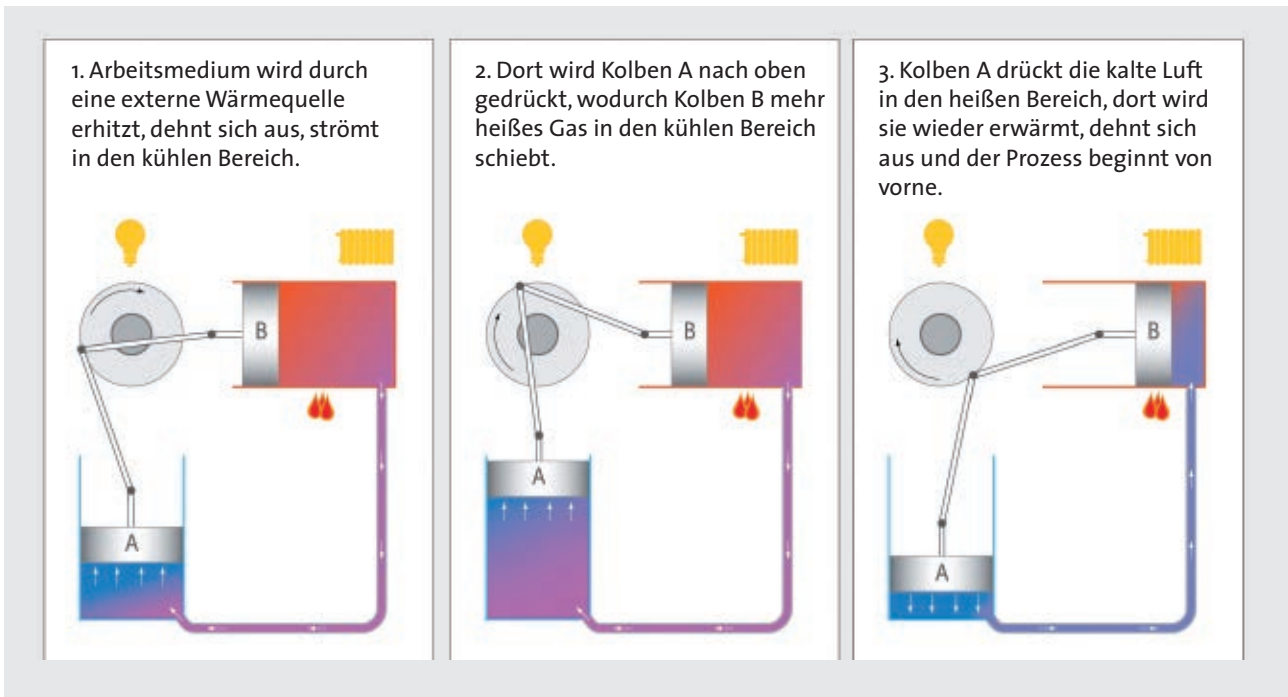 1. Arbeitsmedium wird durch
eine externe Wärmequelle
erhitzt, dehnt sich aus, strömt
in den kühlen Bereich.
B
A
2. Dort wird Kolben A nach oben
gedrückt, wodurch Kolben B mehr
heißes Gas in den kühlen Bereich
schiebt.
B
A
3. Kolben A drückt die kalte Luft
in den heißen Bereich, dort wird
sie wieder erwärmt, dehnt sich
aus und der Prozess beginnt von
vorne.
B
A